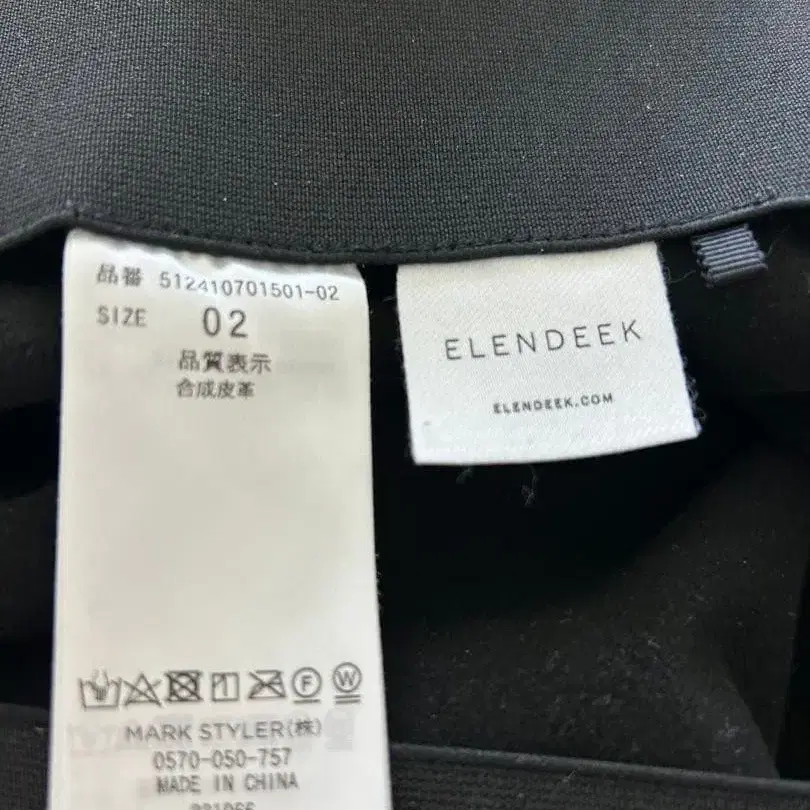 品番 512410701501-02
SIZE 02
品質表示
合成皮革
MARK STYLER(株)
0570-050-757
MADE IN CHINA
ELENDEEK
ELENDEEK.COM